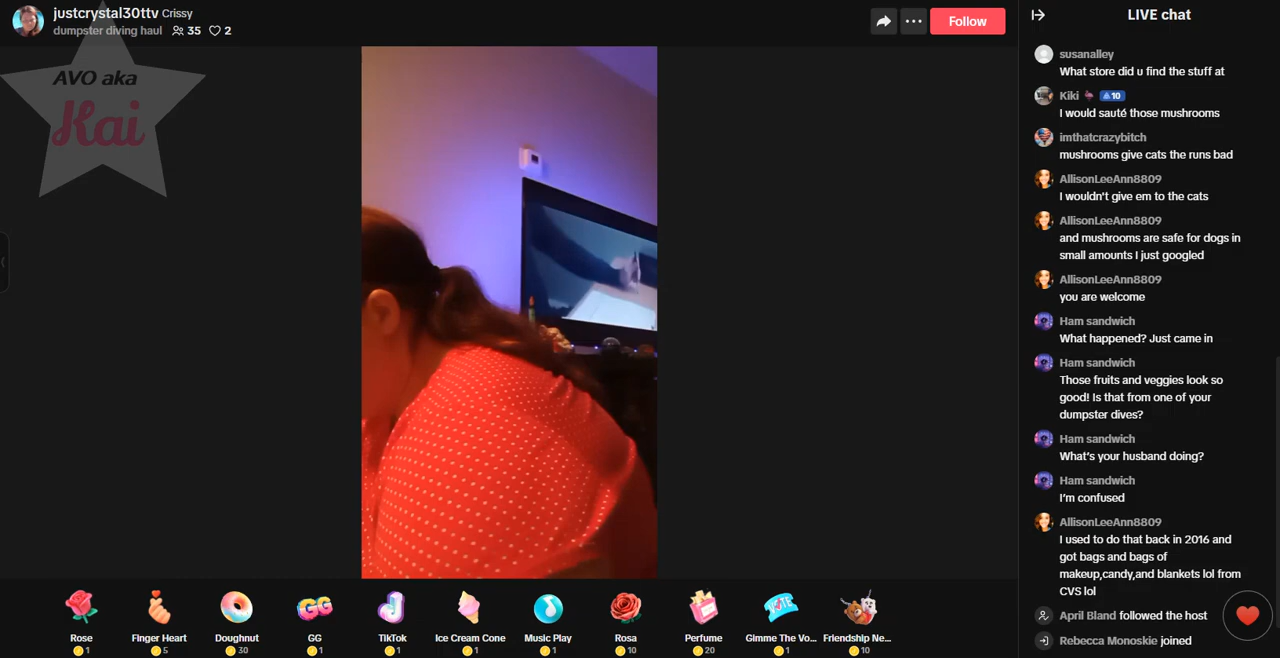 justcrystal30ttv Crissy
dumpster diving haul 35 2
Follow
AVO aka
Kai
LIVE chat
susanalley
What store did u find the stuff at
Kiki 10
I would sauté those mushrooms
imthatcrazybitch
mushrooms give cats the runs bad
AllisonLeeAnn8809
I wouldn't give em to the cats
AllisonLeeAnn8809
and mushrooms are safe for dogs in
small amounts I just googled
AllisonLeeAnn8809
you are welcome
Ham sandwich
What happened? Just came in
Ham sandwich
Those fruits and veggies look so
good! Is that from one of your
dumpster dives?
Ham sandwich
What's your husband doing?
Ham sandwich
I'm confused
AllisonLeeAnn8809
I used to do that back in 2016 and
got bags and bags of
makeup,candy,and blankets lol from
CVS lol
April Bland followed the host
Rebecca Monoskie joined
GG
Rose Finger Heart Doughnut GG TikTok Ice Cream Cone Music Play Rosa Perfume Gimme The Vo... Friendship Ne...
1 5 30 1 1 1 1 10 20 1 10